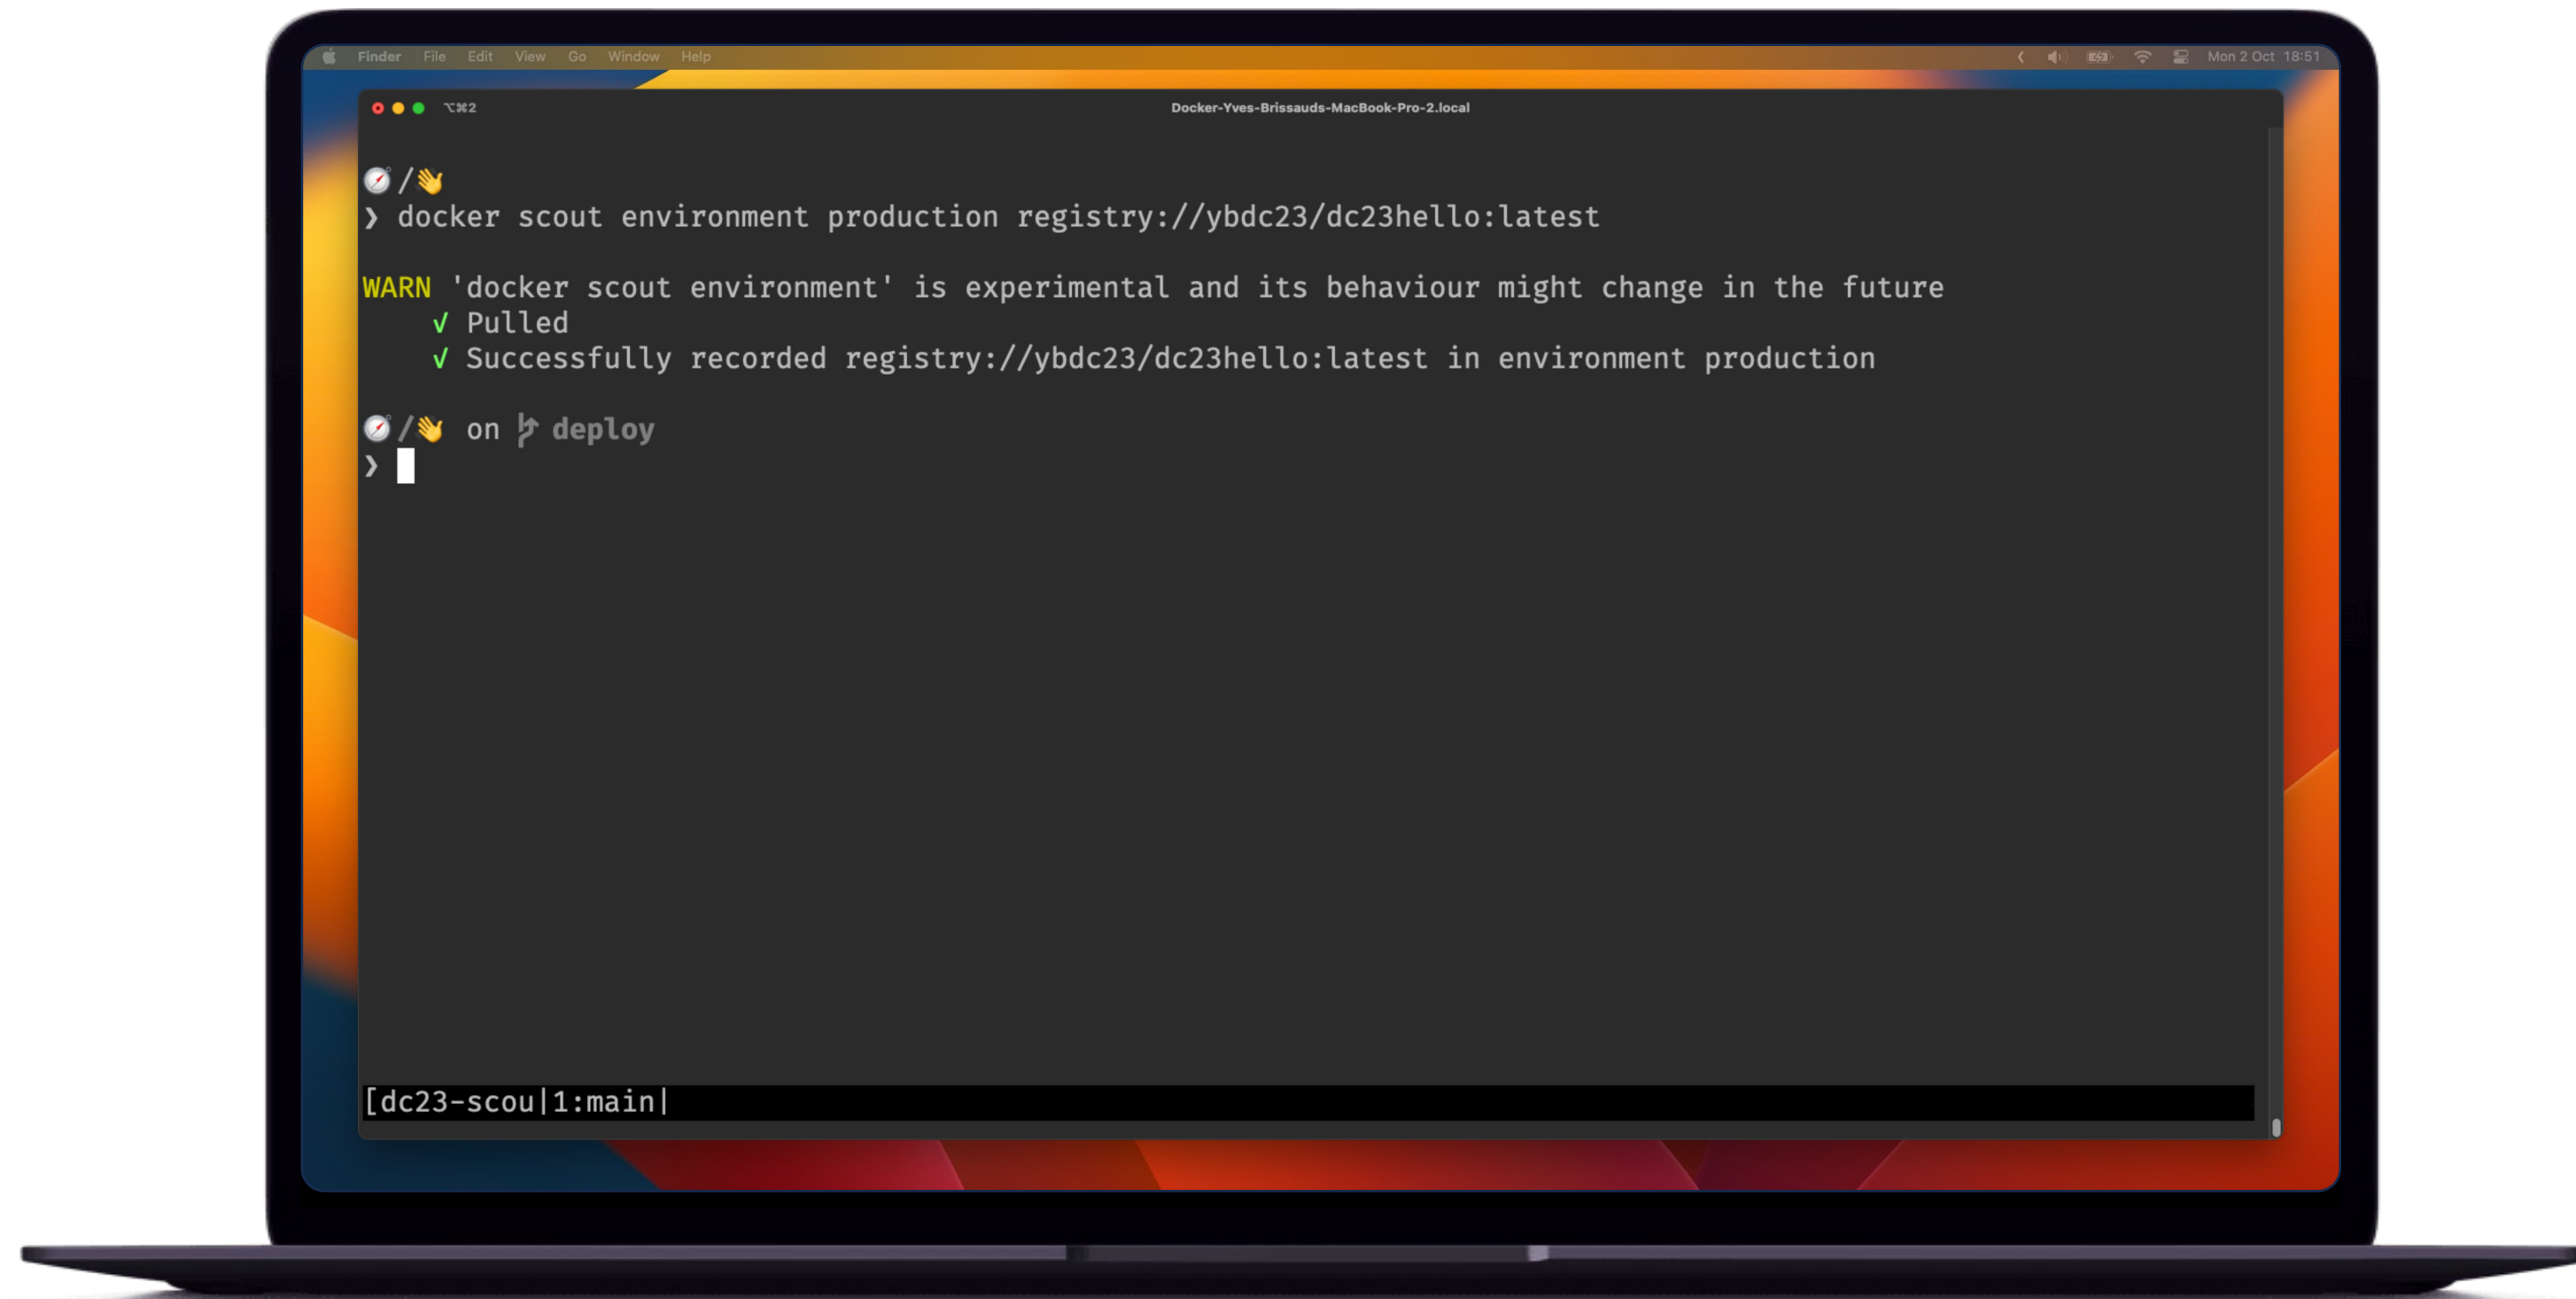 Finder File Edit View Go Window Help Mon 2 Oct 18:51
⌥⌘2 Docker-Yves-Brissauds-MacBook-Pro-2.local
🧭/👋
❯ docker scout environment production registry://ybdc23/dc23hello:latest
WARN 'docker scout environment' is experimental and its behaviour might change in the future
√ Pulled
√ Successfully recorded registry://ybdc23/dc23hello:latest in environment production
🧭/👋 on deploy
❯
[dc23-scou|1:main|